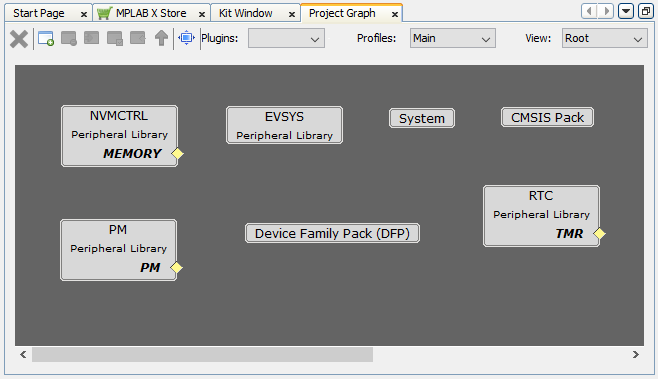 Start Page
MPLAB X Store
Kit Window
Project Graph
Plugins:
Profiles:
Main
View:
Root
NVMCTRL
Peripheral Library
MEMORY
EVSYS
Peripheral Library
System
CMSIS Pack
PM
Peripheral Library
PM
Device Family Pack (DFP)
RTC
Peripheral Library
TMR